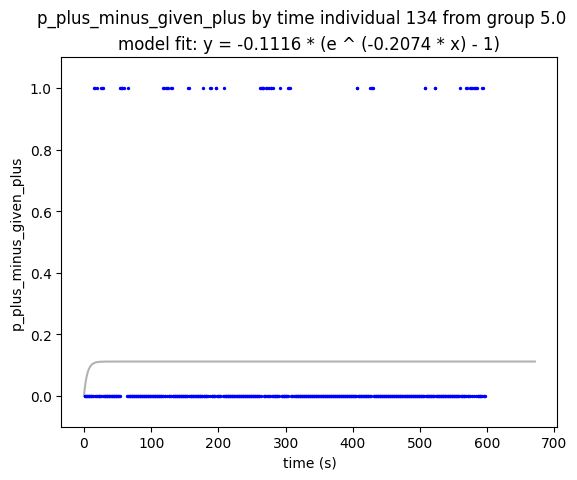 p_plus_minus_given_plus by time individual 134 from group 5.0
model fit: y = -0.1116 * (e ^ (-0.2074 * x) - 1)
p_plus_minus_given_plus
1.0
0.8
0.6
0.4
0.2
0.0
0 100 200 300 400 500 600 700
time (s)